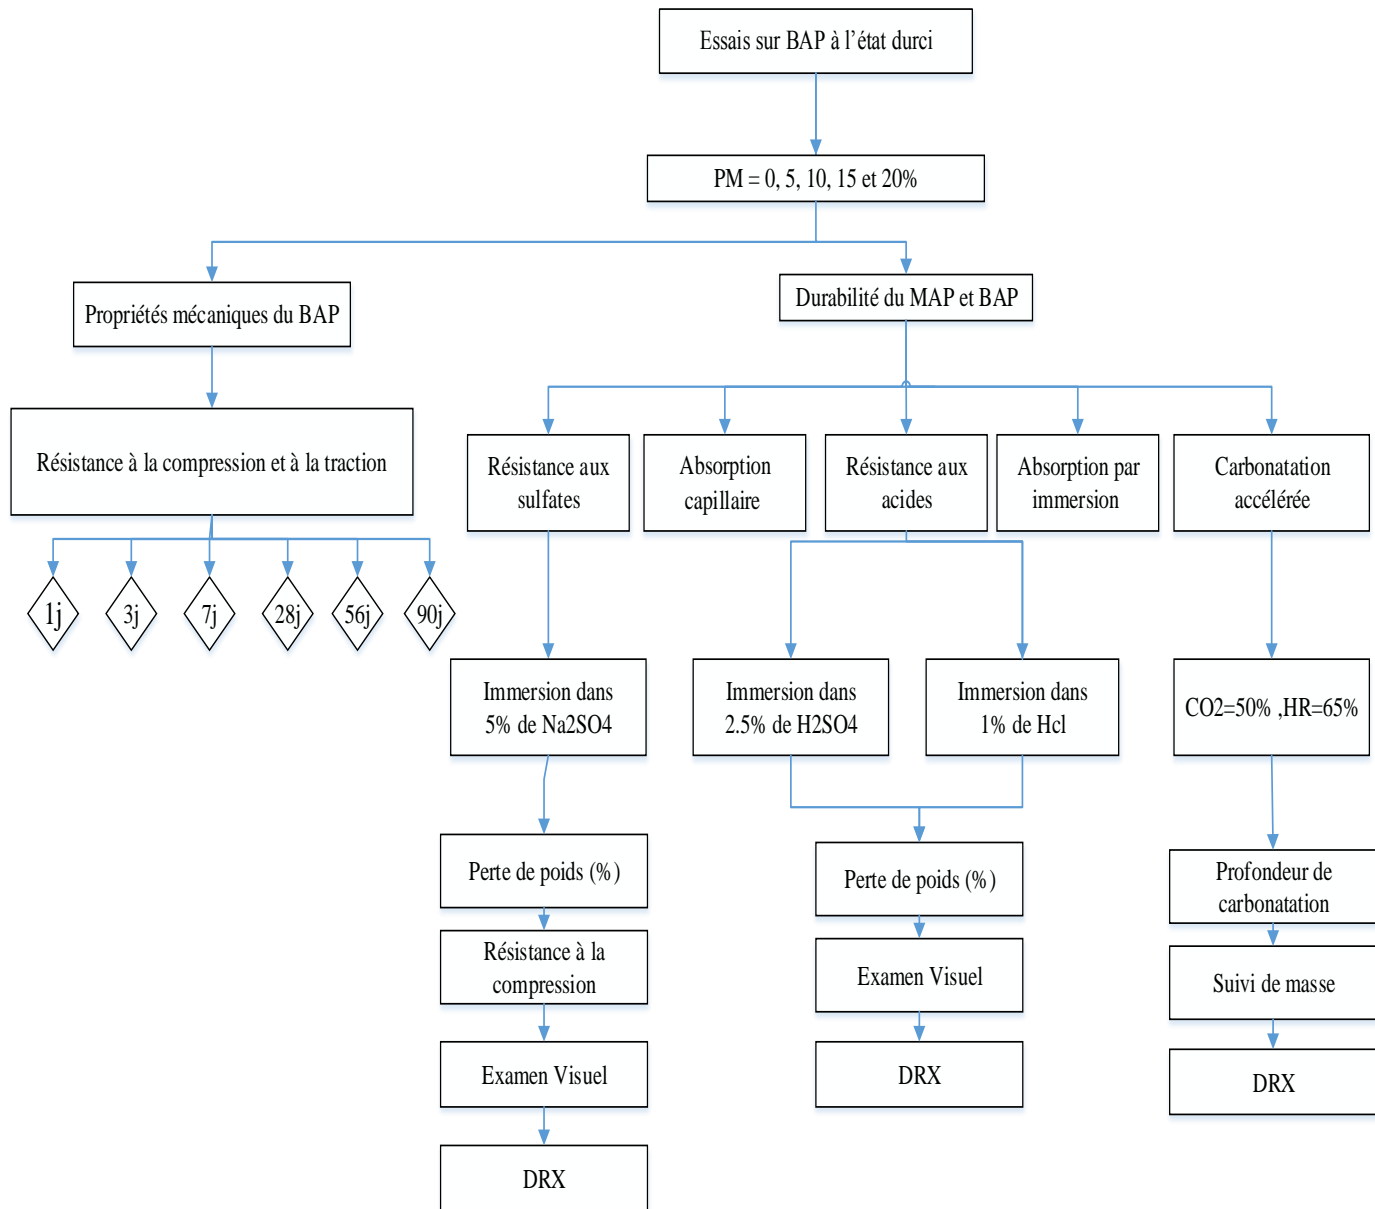 Essais sur BAP à l’état durci
PM = 0, 5, 10, 15 et 20%
Propriétés mécaniques du BAP
Durabilité du MAP et BAP
Résistance à la compression et à la traction
Résistance aux
sulfates
Absorption
capillaire
Résistance aux
acides
Absorption par
immersion
Carbonatation
accélérée
1j
3j
7j
28j
56j
90j
Immersion dans
5% de Na2SO4
Immersion dans
2.5% de H2SO4
Immersion dans
1% de Hcl
CO2=50% ,HR=65%
Perte de poids (%)
Résistance à la
compression
Examen Visuel
DRX
Perte de poids (%)
Examen Visuel
DRX
Profondeur de
carbonatation
Suivi de masse
DRX